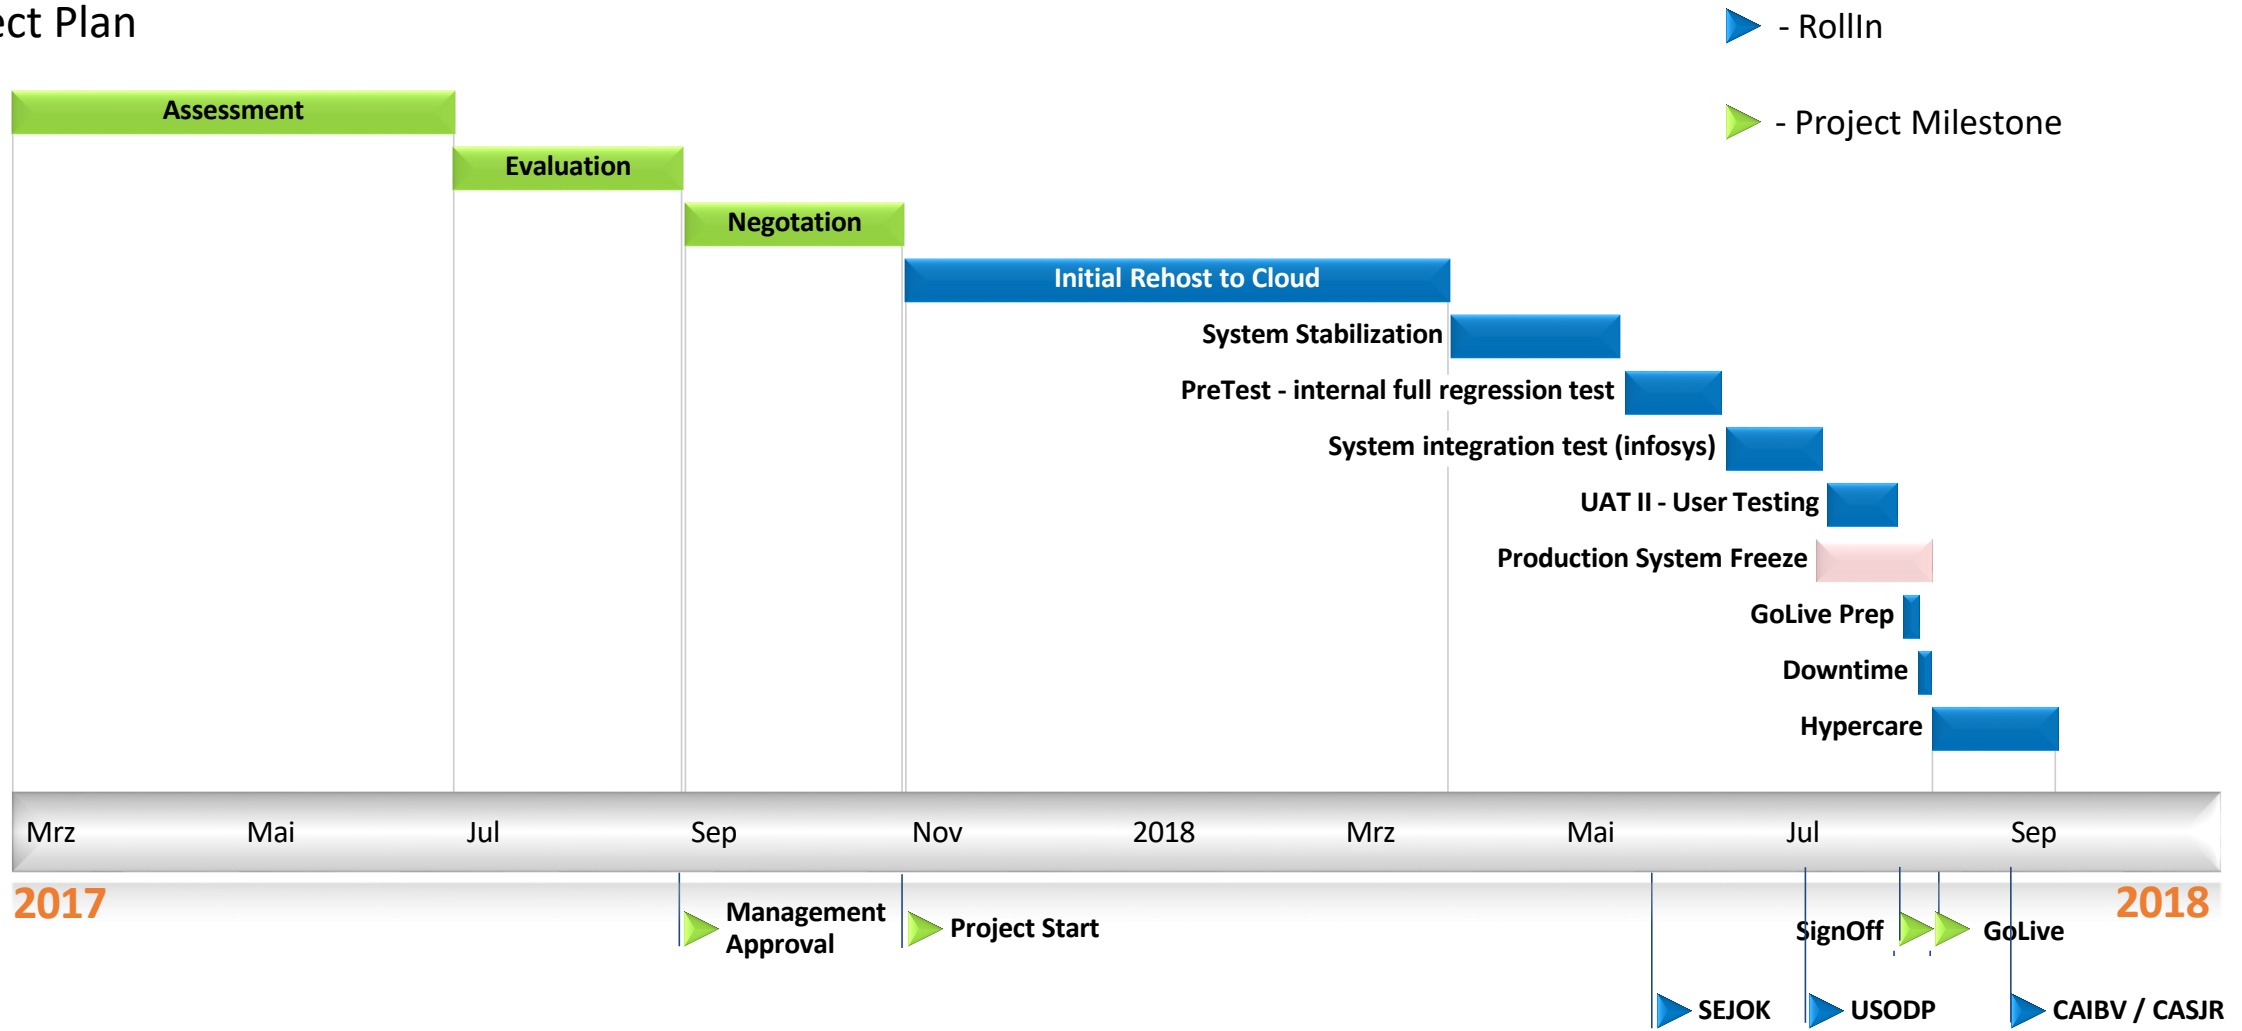 ect Plan
- RollIn
- Project Milestone
Assessment
Evaluation
Negotation
Initial Rehost to Cloud
System Stabilization
PreTest - internal full regression test
System integration test (infosys)
UAT II - User Testing
Production System Freeze
GoLive Prep
Downtime
Hypercare
Mrz Mai Jul Sep Nov 2018 Mrz Mai Jul Sep
2017 2018
Management
Approval
Project Start
SignOff
GoLive
SEJOK
USODP
CAIBV / CASJR